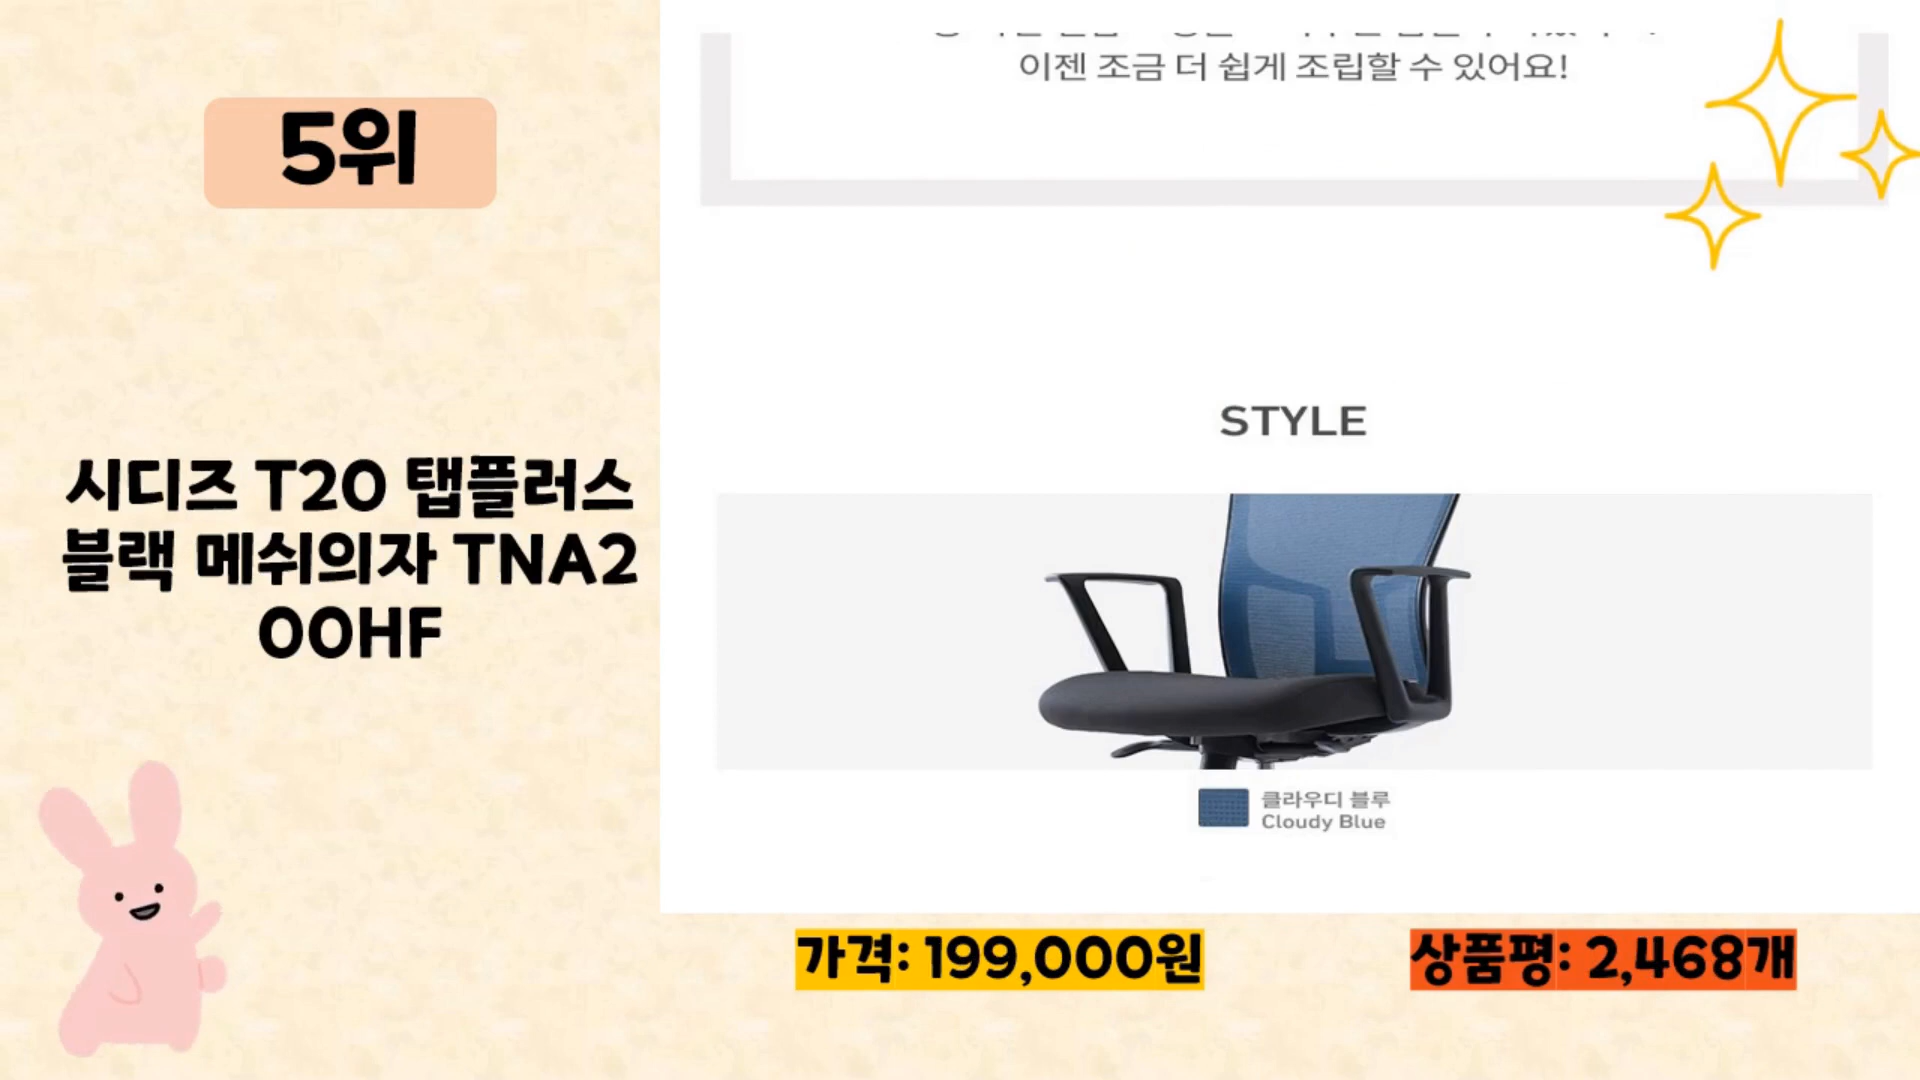 5위
시디즈 T20 탭플러스
블랙 메쉬의자 TNA2
00HF
이젠 조금 더 쉽게 조립할 수 있어요!
STYLE
클라우디 블루
Cloudy Blue
가격: 199,000원
상품평: 2,468개